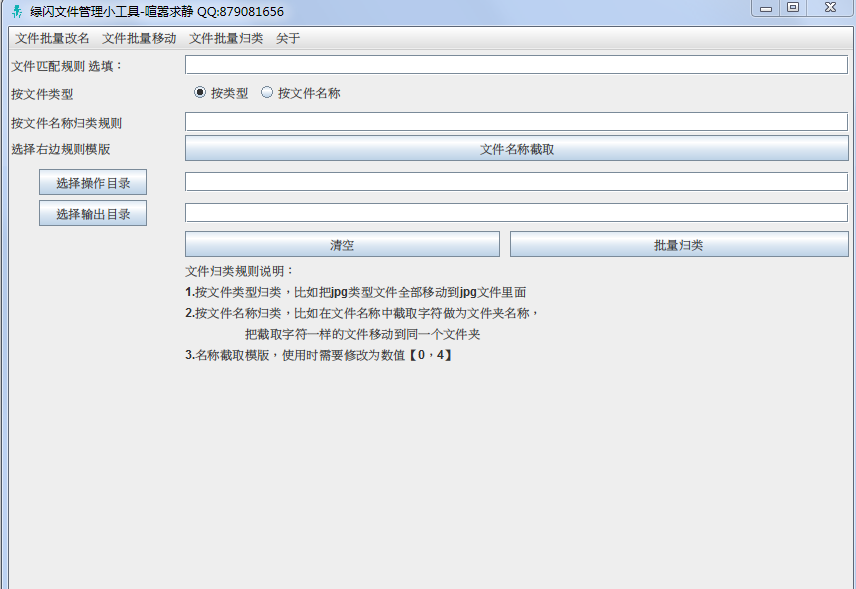 绿闪文件管理小工具-喧嚣求静 QQ:879081656
文件批量改名 文件批量移动 文件批量归类 关于
文件匹配规则 选填：
按文件类型 按类型 按文件名称
按文件名称归类规则
选择右边规则模版 文件名称截取
选择操作目录
选择输出目录
清空 批量归类
文件归类规则说明：
1.按文件类型归类，比如把jpg类型文件全部移动到jpg文件里面
2.按文件名称归类，比如在文件名称中截取字符做为文件夹名称，
把截取字符一样的文件移动到同一个文件夹
3.名称截取模版，使用时需要修改为数值【0，4】